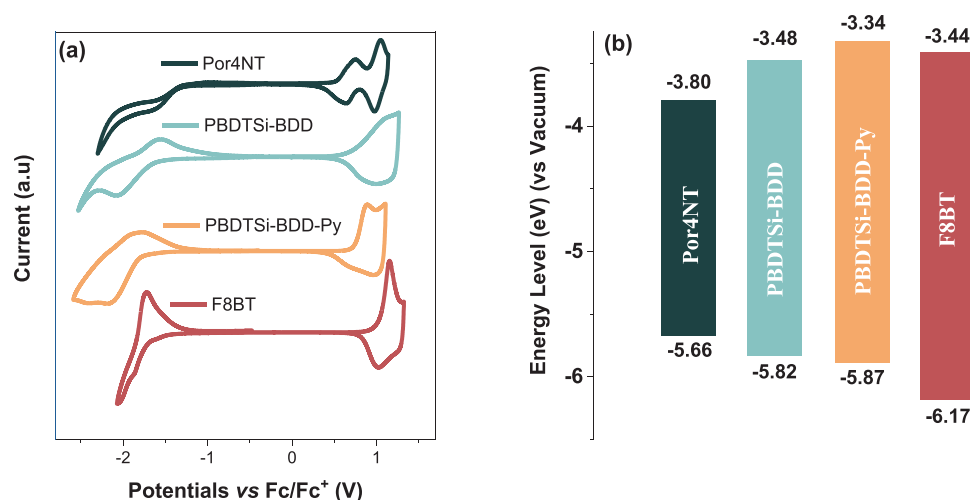 (a)
Por4NT
PBDTSi-BDD
PBDTSi-BDD-Py
F8BT
Current (a.u)
-2
-1
0
1
Potentials vs Fc/Fc⁺ (V)
(b)
-3.80
-3.48
-3.34
-3.44
Energy Level (eV) (vs Vacuum)
-4
-5
-6
Por4NT
PBDTSi-BDD
PBDTSi-BDD-Py
F8BT
-5.66
-5.82
-5.87
-6.17